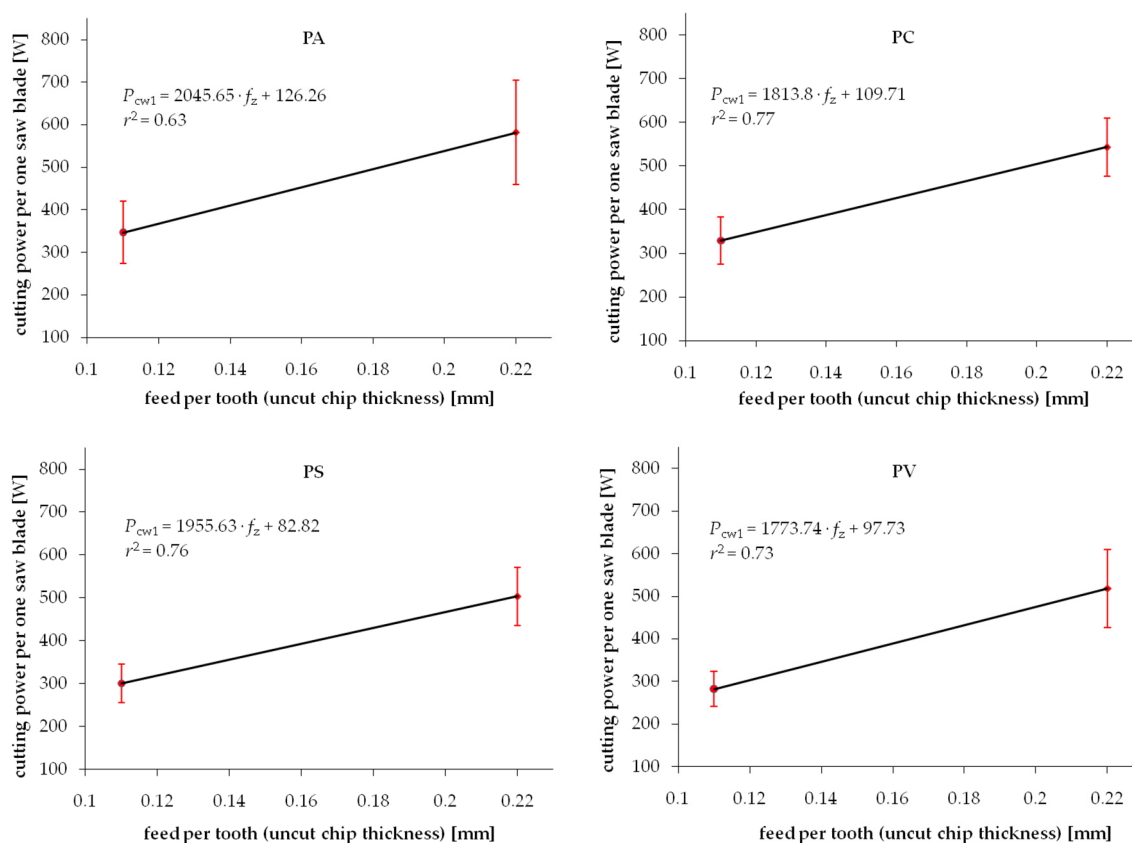 PA
cutting power per one saw blade [W]
800
700
600
500
400
300
200
100
P_cw1 = 2045.65 · f_z + 126.26
r² = 0.63
0.1 0.12 0.14 0.16 0.18 0.2 0.22
feed per tooth (uncut chip thickness) [mm]
PC
cutting power per one saw blade [W]
800
700
600
500
400
300
200
100
P_cw1 = 1813.8 · f_z + 109.71
r² = 0.77
0.1 0.12 0.14 0.16 0.18 0.2 0.22
feed per tooth (uncut chip thickness) [mm]
PS
cutting power per one saw blade [W]
800
700
600
500
400
300
200
100
P_cw1 = 1955.63 · f_z + 82.82
r² = 0.76
0.1 0.12 0.14 0.16 0.18 0.2 0.22
feed per tooth (uncut chip thickness) [mm]
PV
cutting power per one saw blade [W]
800
700
600
500
400
300
200
100
P_cw1 = 1773.74 · f_z + 97.73
r² = 0.73
0.1 0.12 0.14 0.16 0.18 0.2 0.22
feed per tooth (uncut chip thickness) [mm]